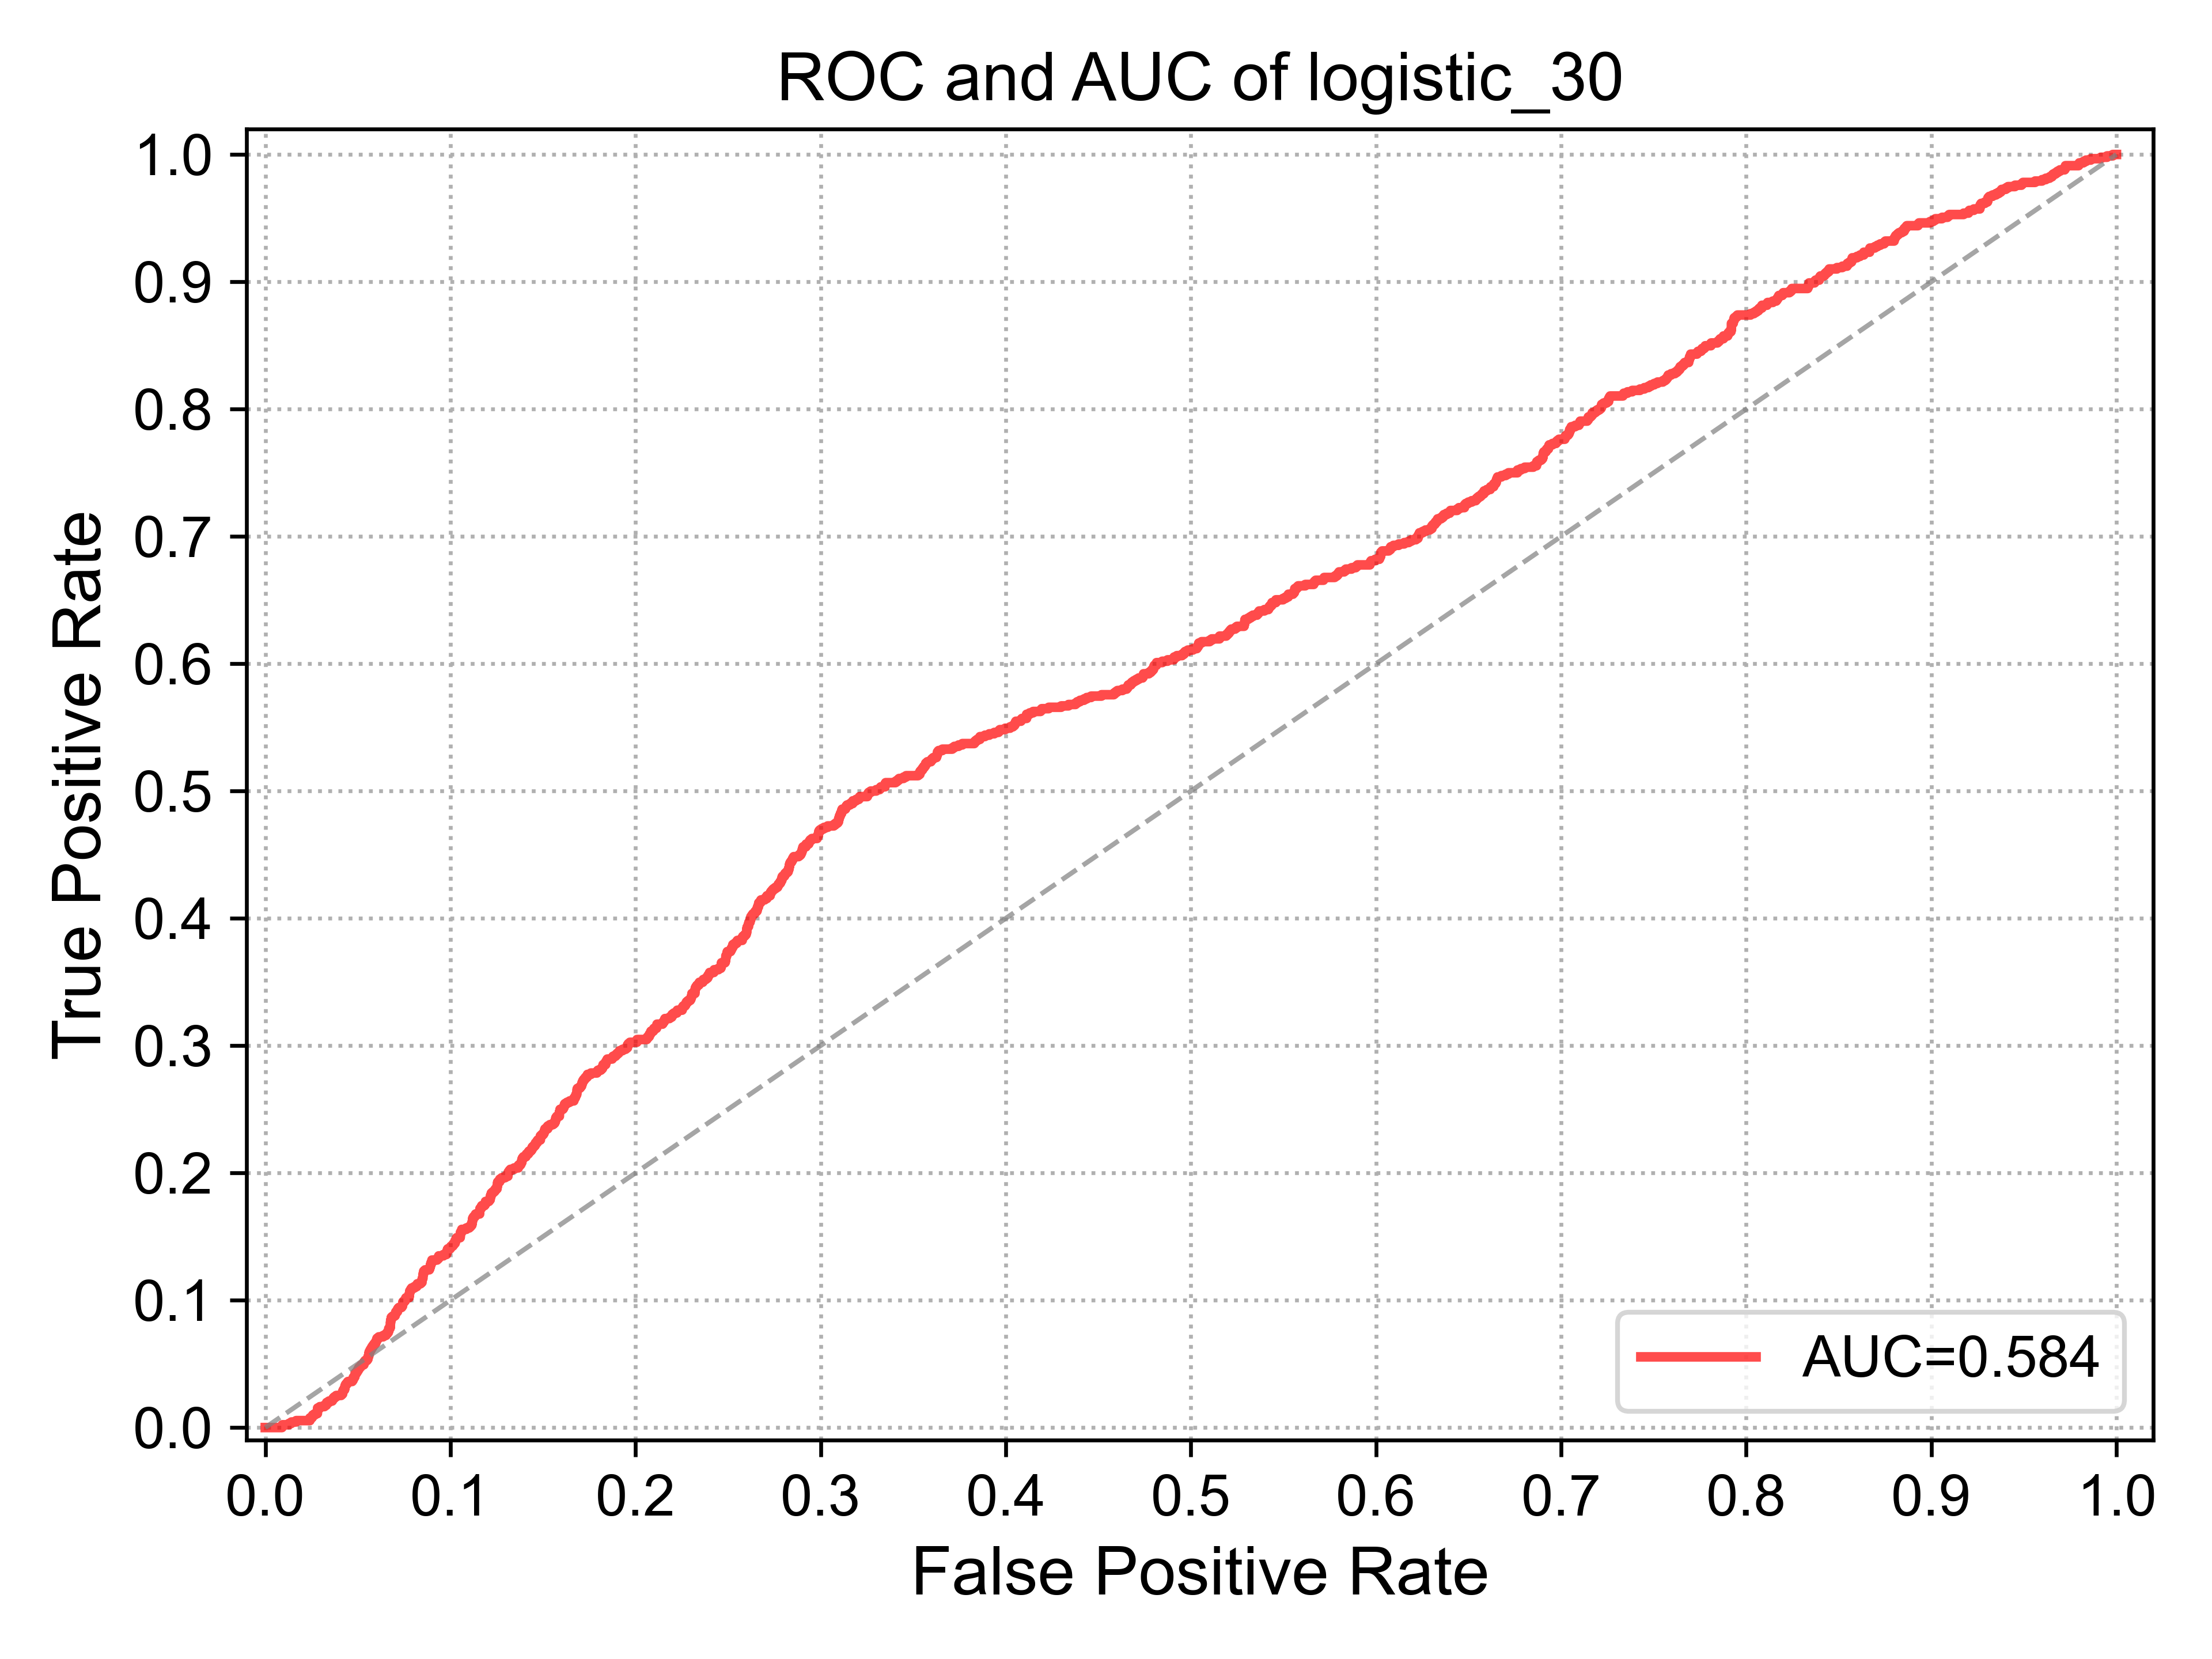 ROC and AUC of logistic_30
1.0
0.9
0.8
0.7
0.6
0.5
0.4
0.3
0.2
0.1
0.0
True Positive Rate
AUC=0.584
0.0 0.1 0.2 0.3 0.4 0.5 0.6 0.7 0.8 0.9 1.0
False Positive Rate